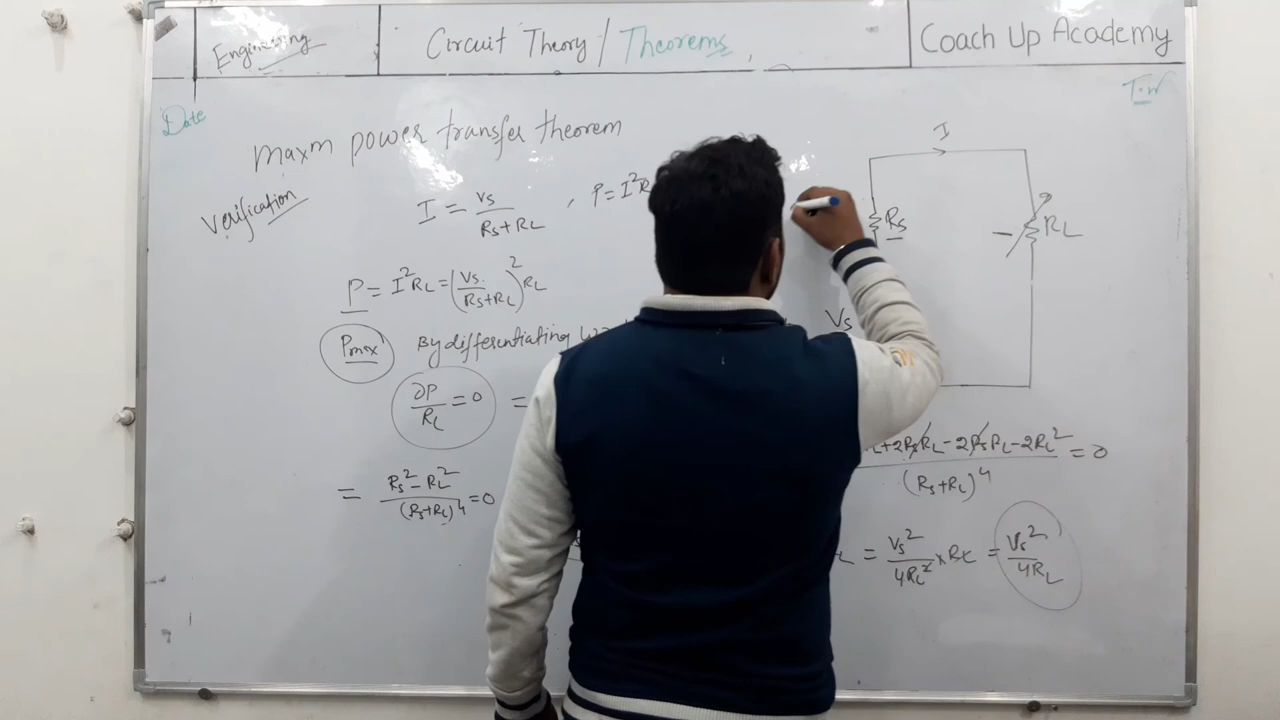 Engineering
Circuit Theory / Theorems
Coach Up Academy
Date
T.W
Maxm power transfer theorem
Verification
I = Vs / (Rs + RL) , P = I²R
P = I²RL = (Vs / (Rs+RL))² RL
Pmax By differentiating
∂P / RL = 0 =
= (Rs² - RL²) / (Rs+RL)⁴ = 0
I
Rs
RL
Vs
+ 2RsRL - 2RsRL - 2RL² / (Rs+RL)⁴ = 0
= Vs² / 4RL² × RL = Vs² / 4RL